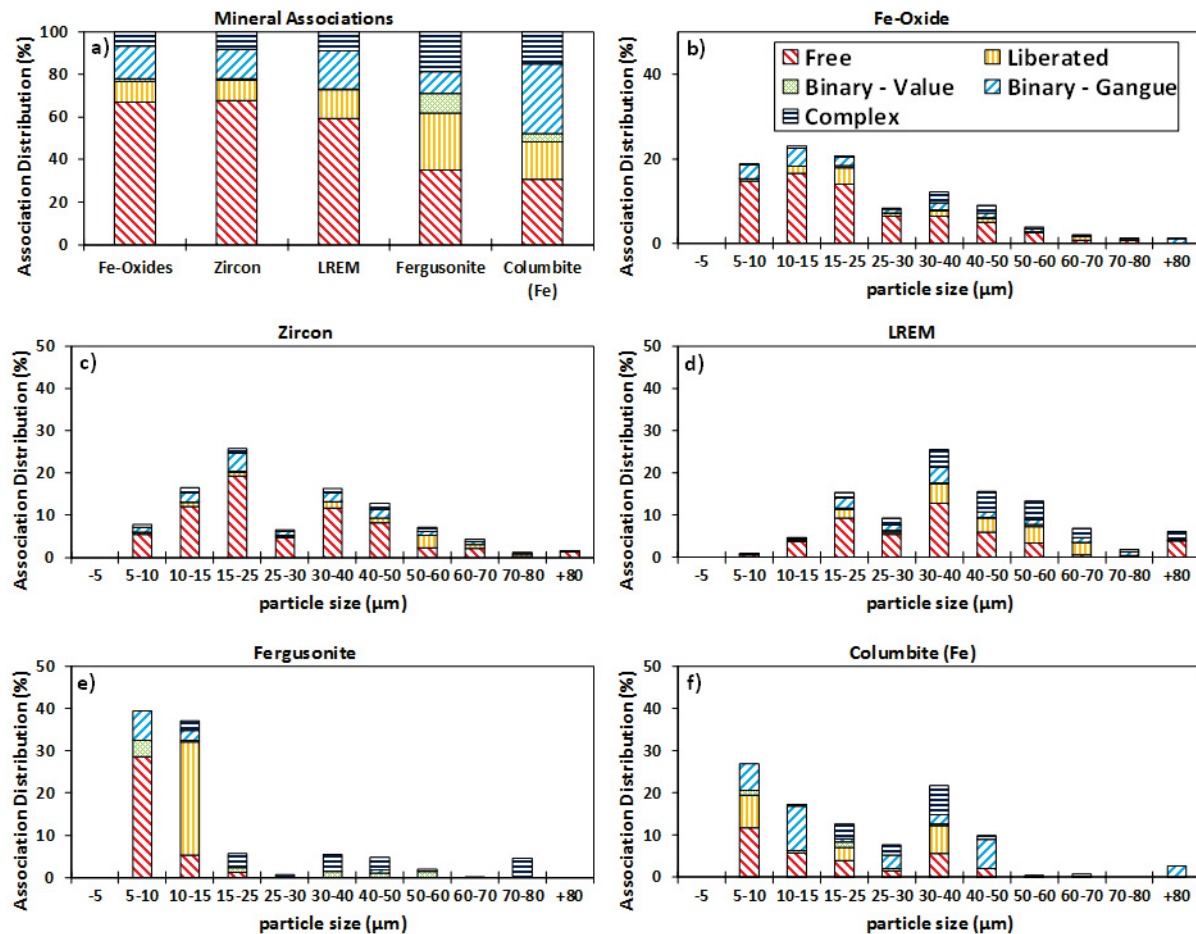 Mineral Associations
a)
Association Distribution (%)
100
80
60
40
20
0
Fe-Oxides Zircon LREM Fergusonite Columbite
(Fe)
Fe-Oxide
b)
Free Liberated
Binary - Value Binary - Gangue
Complex
Association Distribution (%)
40
20
0
-5 5-10 10-15 15-25 25-30 30-40 40-50 50-60 60-70 70-80 +80
particle size (µm)
Zircon
c)
Association Distribution (%)
50
40
30
20
10
0
-5 5-10 10-15 15-25 25-30 30-40 40-50 50-60 60-70 70-80 +80
particle size (µm)
LREM
d)
Association Distribution (%)
50
40
30
20
10
0
-5 5-10 10-15 15-25 25-30 30-40 40-50 50-60 60-70 70-80 +80
particle size (µm)
Fergusonite
e)
Association Distribution (%)
50
40
30
20
10
0
-5 5-10 10-15 15-25 25-30 30-40 40-50 50-60 60-70 70-80 +80
particle size (µm)
Columbite (Fe)
f)
Association Distribution (%)
50
40
30
20
10
0
-5 5-10 10-15 15-25 25-30 30-40 40-50 50-60 60-70 70-80 +80
particle size (µm)